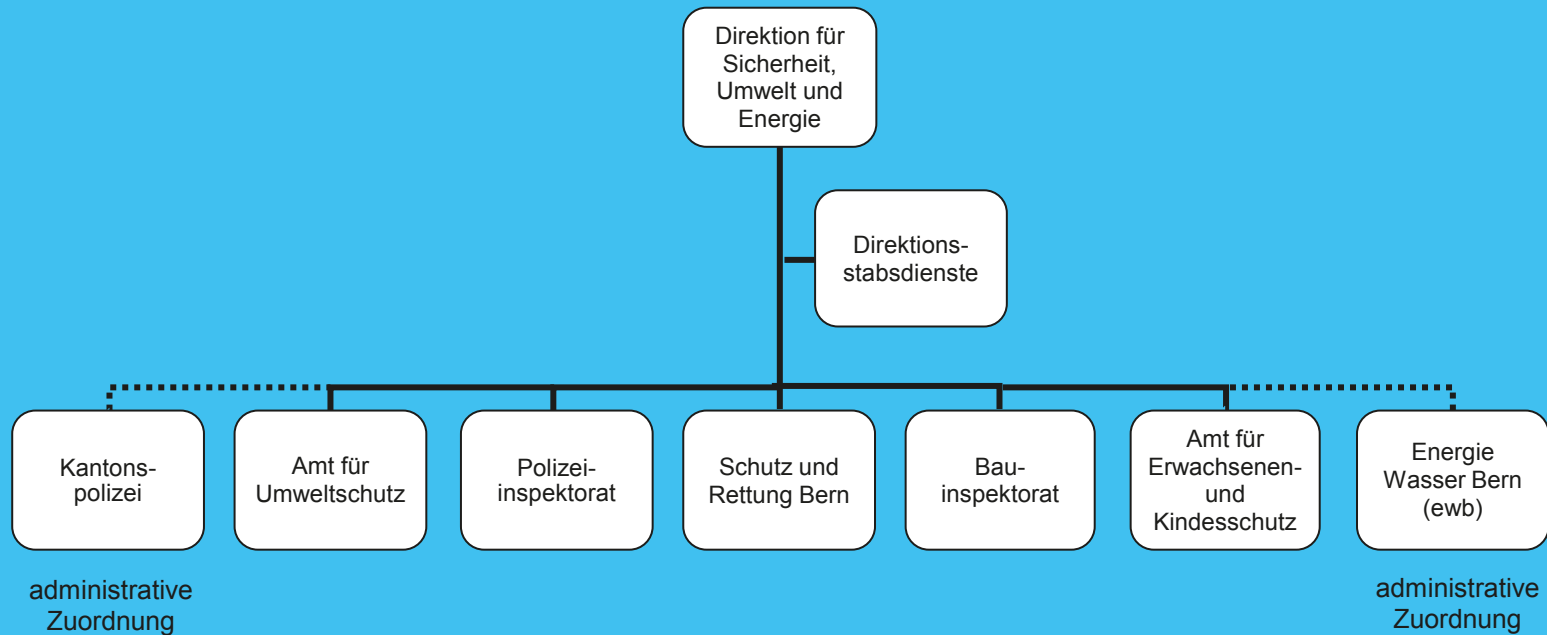 Direktion für
Sicherheit,
Umwelt und
Energie
Direktions-
stabsdienste
Kantons-
polizei
Amt für
Umweltschutz
Polizei-
inspektorat
Schutz und
Rettung Bern
Bau-
inspektorat
Amt für
Erwachsenen-
und
Kindesschutz
Energie
Wasser Bern
(ewb)
administrative
Zuordnung
administrative
Zuordnung